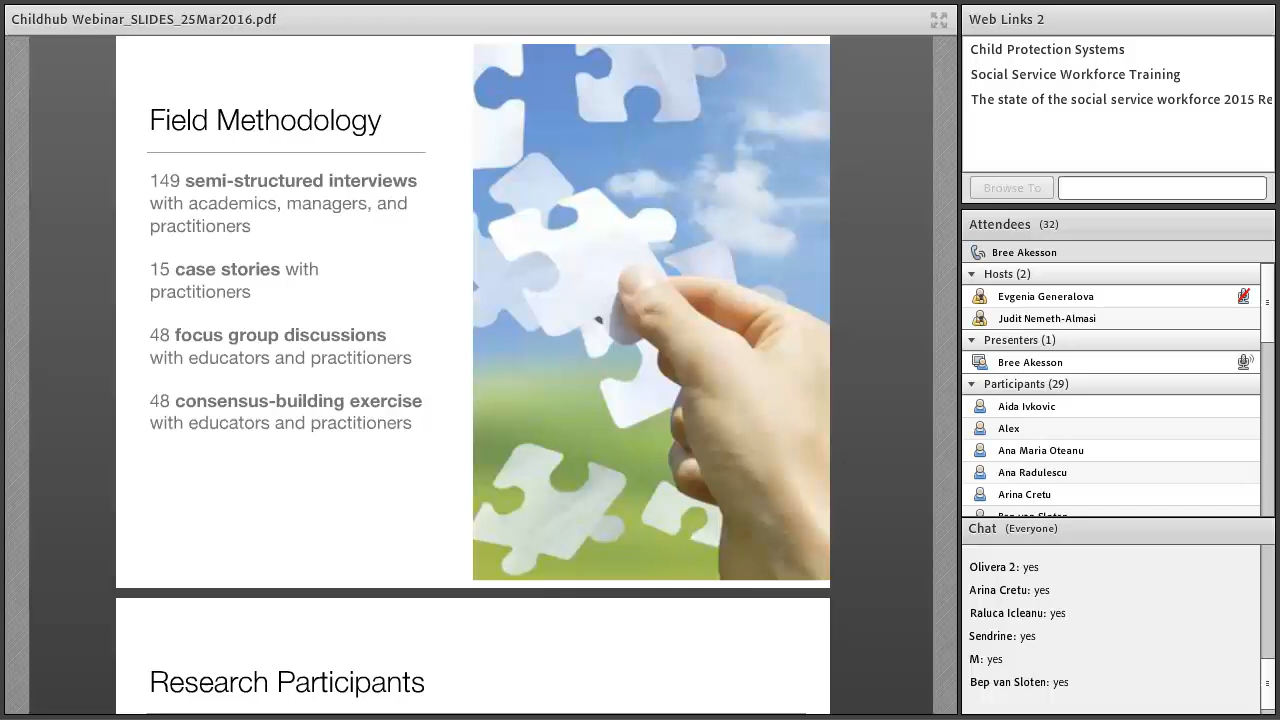 Childhub Webinar_SLIDES_25Mar2016.pdf
Field Methodology
149 semi-structured interviews
with academics, managers, and
practitioners
15 case stories with
practitioners
48 focus group discussions
with educators and practitioners
48 consensus-building exercise
with educators and practitioners
Research Participants
Web Links 2
Child Protection Systems
Social Service Workforce Training
The state of the social service workforce 2015 Re
Browse To
Attendees (32)
Bree Akesson
Hosts (2)
Evgenia Generalova
Judit Nemeth-Almasi
Presenters (1)
Bree Akesson
Participants (29)
Aida Ivkovic
Alex
Ana Maria Oteanu
Ana Radulescu
Arina Cretu
Bep van Sloten
Chat (Everyone)
Olivera 2: yes
Arina Cretu: yes
Raluca Icleanu: yes
Sendrine: yes
M: yes
Bep van Sloten: yes